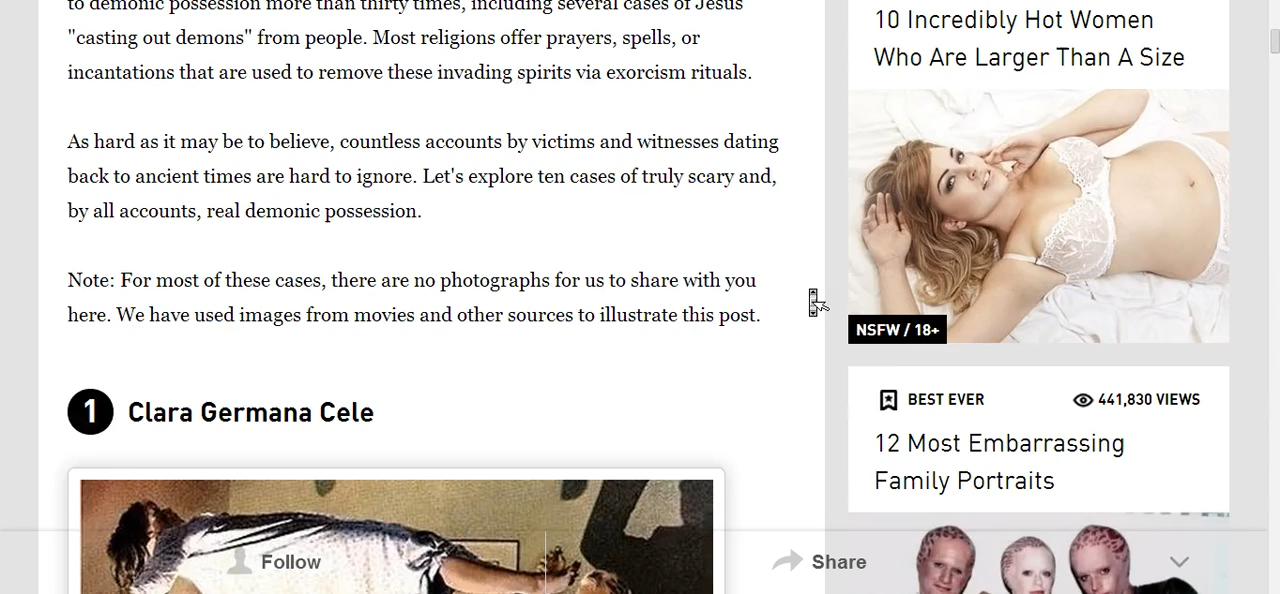 to demonic possession more than thirty times, including several cases of Jesus
"casting out demons" from people. Most religions offer prayers, spells, or
incantations that are used to remove these invading spirits via exorcism rituals.
As hard as it may be to believe, countless accounts by victims and witnesses dating
back to ancient times are hard to ignore. Let's explore ten cases of truly scary and,
by all accounts, real demonic possession.
Note: For most of these cases, there are no photographs for us to share with you
here. We have used images from movies and other sources to illustrate this post.
1 Clara Germana Cele
Follow
Share
10 Incredibly Hot Women
Who Are Larger Than A Size
NSFW / 18+
BEST EVER
441,830 VIEWS
12 Most Embarrassing
Family Portraits